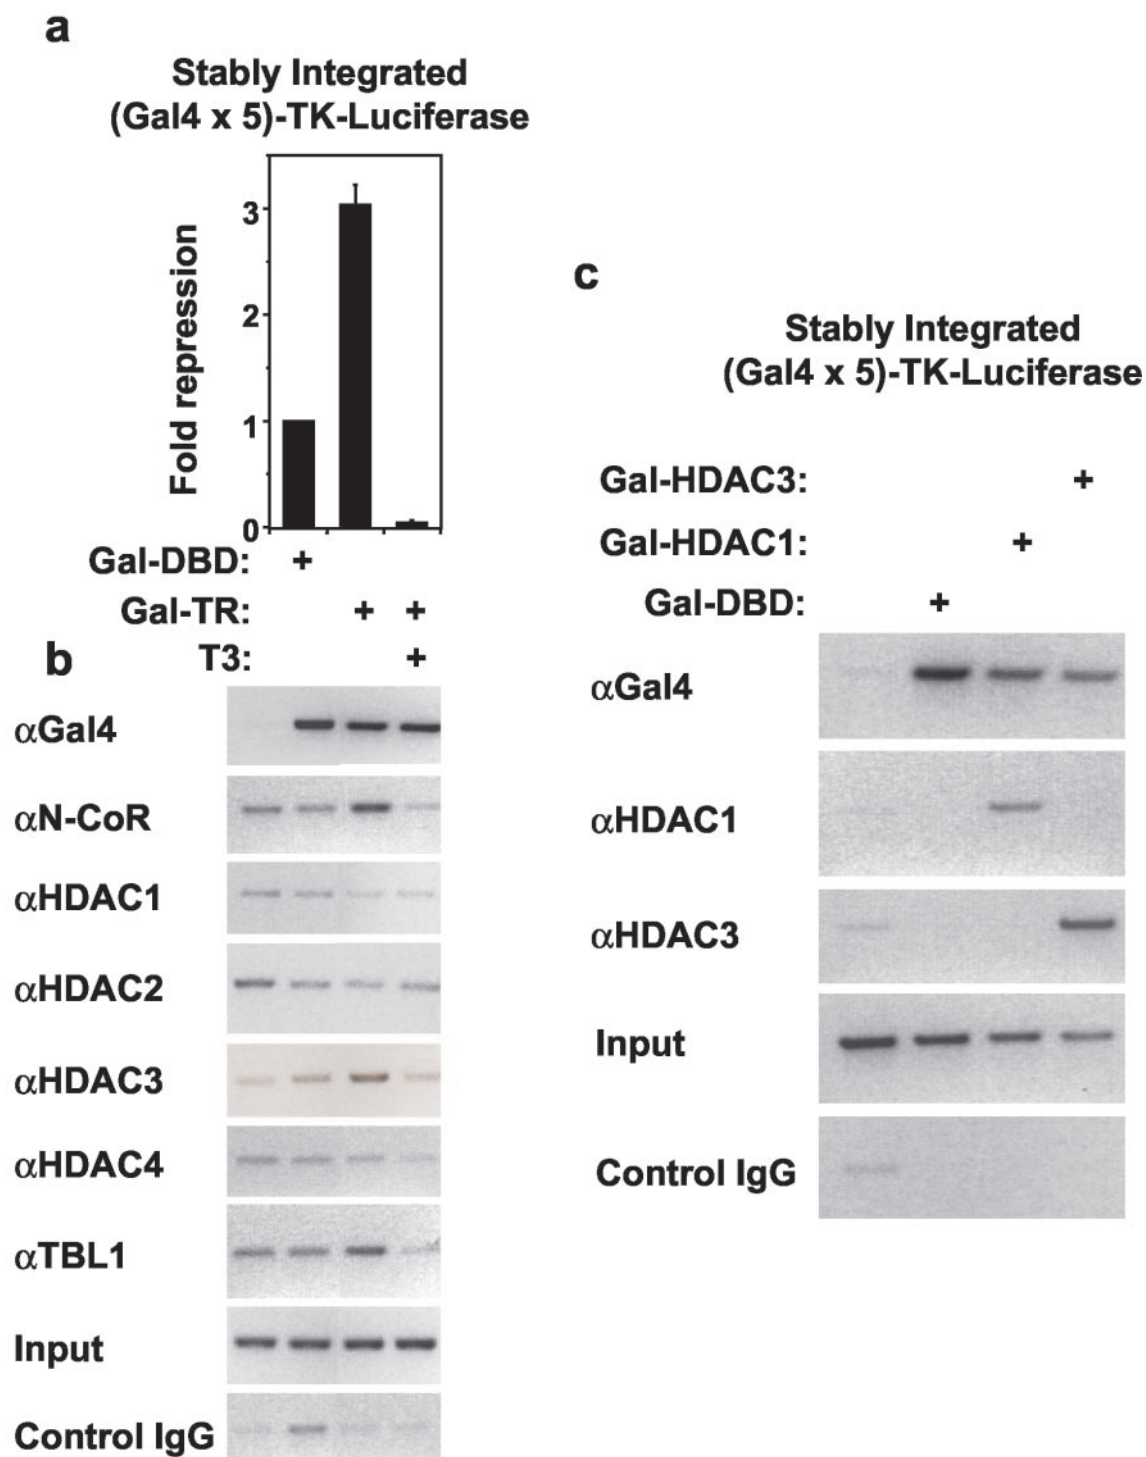 a
Stably Integrated
(Gal4 x 5)-TK-Luciferase
Fold repression
3
2
1
0
Gal-DBD: +
Gal-TR: + +
T3: +
b
αGal4
αN-CoR
αHDAC1
αHDAC2
αHDAC3
αHDAC4
αTBL1
Input
Control IgG
c
Stably Integrated
(Gal4 x 5)-TK-Luciferase
Gal-HDAC3: +
Gal-HDAC1: +
Gal-DBD: +
αGal4
αHDAC1
αHDAC3
Input
Control IgG